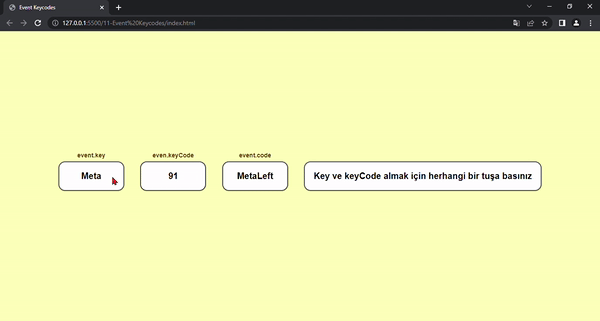 Event Keycodes
127.0.0.1:5500/11-Event%20Keycodes/index.html
event.key
even.keyCode
event.code
Meta
91
MetaLeft
Key ve keyCode almak için herhangi bir tuşa basınız